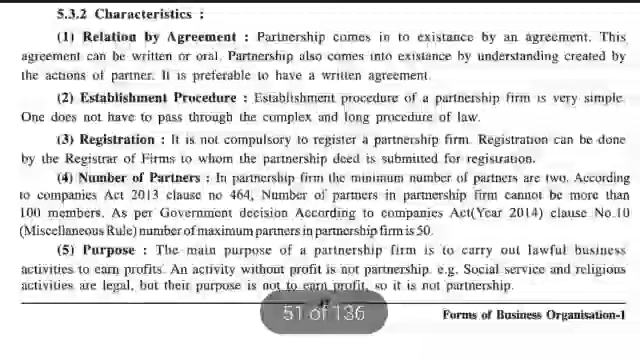 5.3.2 Characteristics :
(1) Relation by Agreement : Partnership comes in to existance by an agreement. This
agreement can be written or oral. Partnership also comes into existance by understanding created by
the actions of partner. It is preferable to have a written agreement.
(2) Establishment Procedure : Establishment procedure of a partnership firm is very simple.
One does not have to pass through the complex and long procedure of law.
(3) Registration : It is not compulsory to register a partnership firm. Registration can be done
by the Registrar of Firms to whom the partnership deed is submitted for registration.
(4) Number of Partners : In partnership firm the minimum number of partners are two. According
to companies Act 2013 clause no 464, Number of partners in partnership firm cannot be more than
100 members. As per Government decision According to companies Act(Year 2014) clause No.10
(Miscellaneous Rule) number of maximum partners in partnership firm is 50.
(5) Purpose : The main purpose of a partnership firm is to carry out lawful business
activities to earn profits. An activity without profit is not partnership. e.g. Social service and religious
activities are legal, but their purpose is not to earn profit, so it is not partnership.
51 of 136
Forms of Business Organisation-1